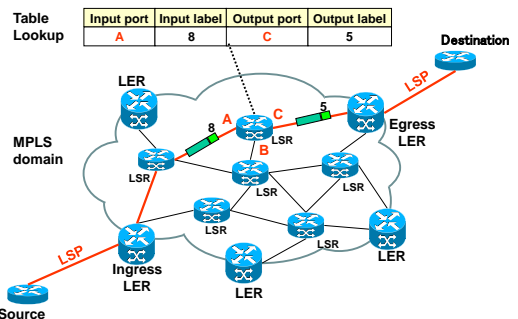 Table Lookup
Input port Input label Output port Output label
A 8 C 5
Destination
LSP
LER
A
C
5
8
LSR
B
Egress LER
MPLS domain
LSR
LSR
LSR
LSR
LSR
LSP
Ingress LER
LER
LER
Source